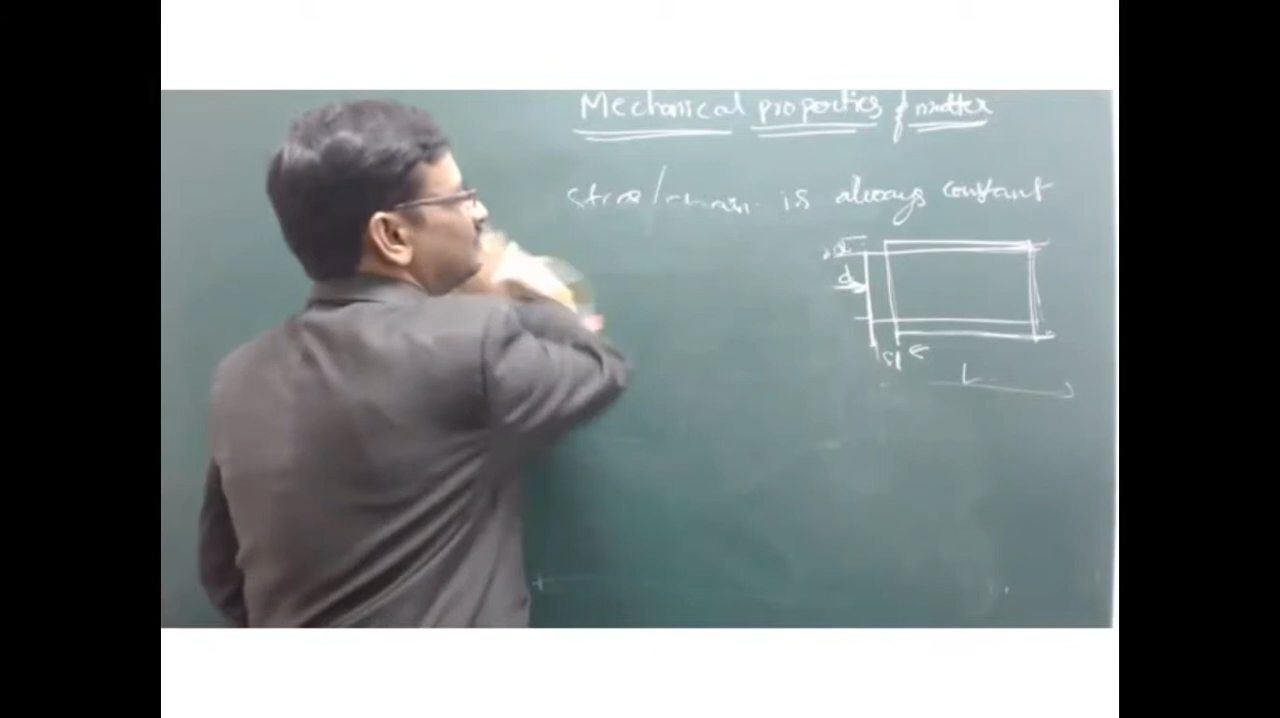 Mechanical properties of matter
stress/strain is always constant
d
L